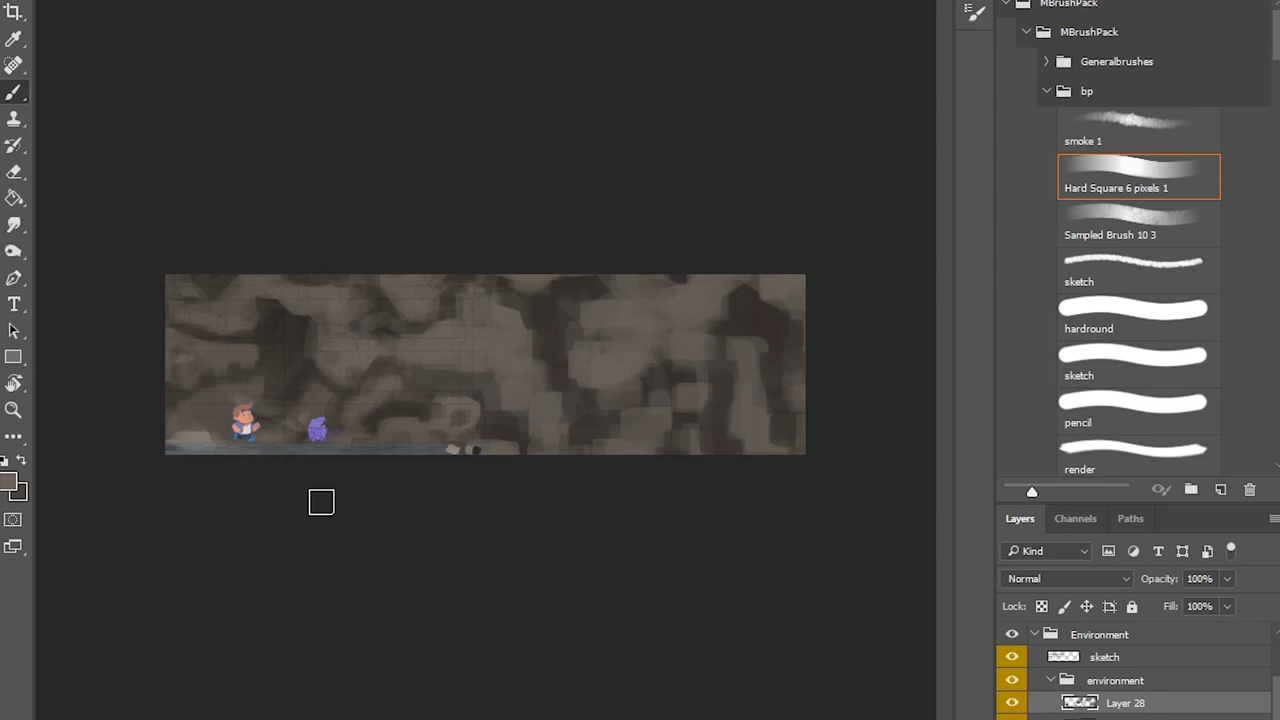 MBrushPack
MBrushPack
Generalbrushes
bp
smoke 1
Hard Square 6 pixels 1
Sampled Brush 10 3
sketch
hardround
sketch
pencil
render
Layers Channels Paths
Kind
Normal Opacity: 100%
Lock: Fill: 100%
Environment
sketch
environment
Layer 28